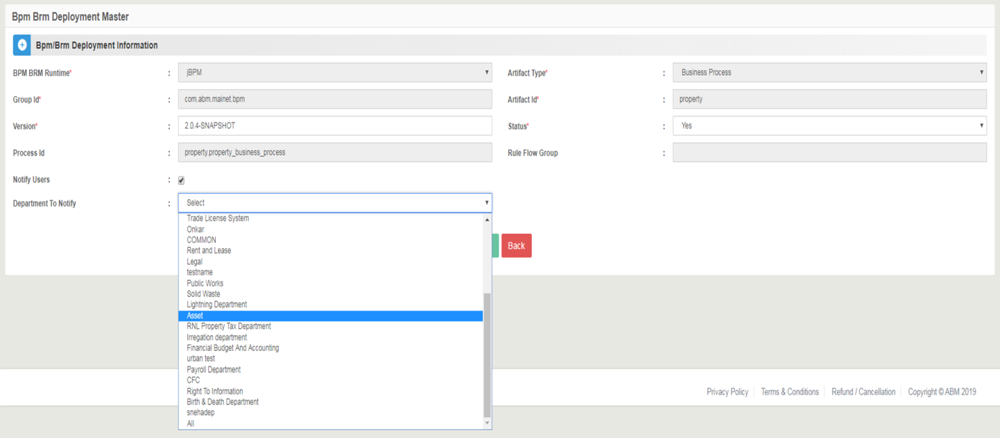 Bpm Brm Deployment Master
Bpm/Brm Deployment Information
BPM BRM Runtime* : jBPM Artifact Type* : Business Process
Group Id* : com.abm.mainet.bpm Artifact Id* : property
Version* : 2.0.4-SNAPSHOT Status* : Yes
Process Id : property.property_business_process Rule Flow Group :
Notify Users :
Department To Notify : Select
Trade License System
Onkar
COMMON
Rent and Lease
Legal
testname
Public Works
Solid Waste
Lightning Department
Asset
RNL Property Tax Department
Irregation department
Financial Budget And Accounting
urban test
Payroll Department
CFC
Right To Information
Birth & Death Department
snehadep
All
Back
Privacy Policy Terms & Conditions Refund / Cancellation Copyright © ABM 2019